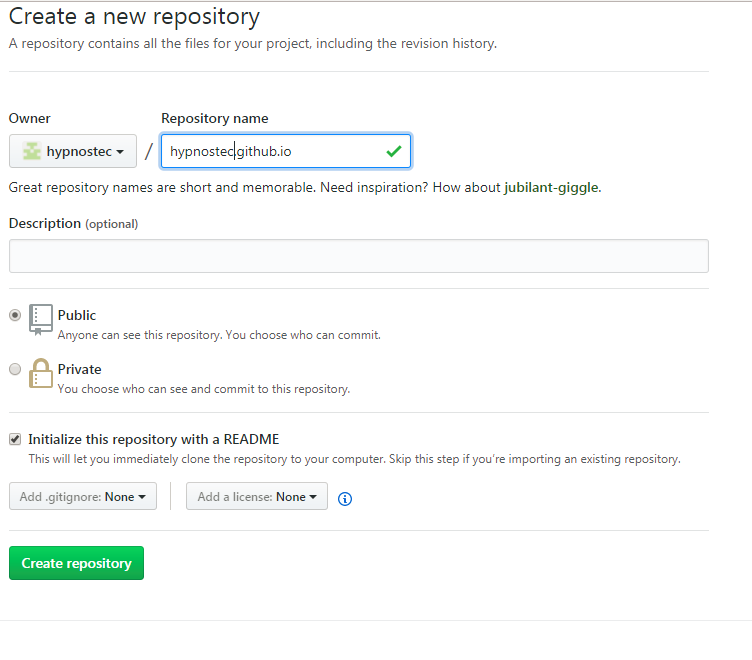 Create a new repository
A repository contains all the files for your project, including the revision history.
Owner Repository name
hypnostec / hypnostec.github.io
Great repository names are short and memorable. Need inspiration? How about jubilant-giggle.
Description (optional)
Public
Anyone can see this repository. You choose who can commit.
Private
You choose who can see and commit to this repository.
Initialize this repository with a README
This will let you immediately clone the repository to your computer. Skip this step if you're importing an existing repository.
Add .gitignore: None Add a license: None
Create repository